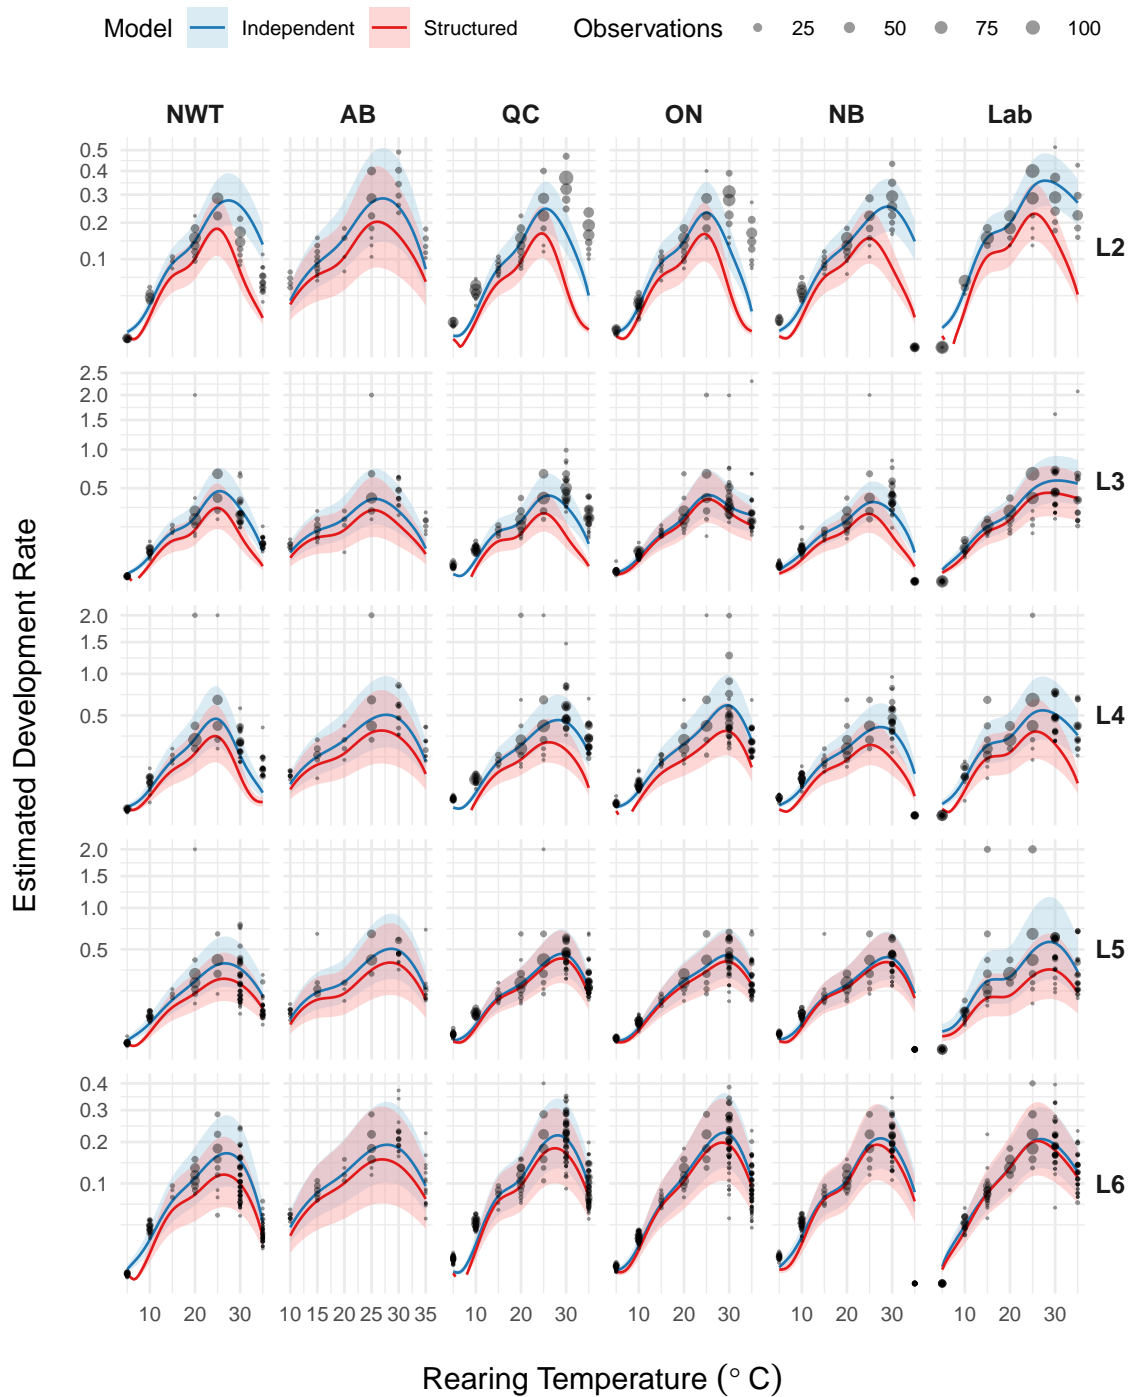 Model Independent Structured Observations 25 50 75 100
NWT AB QC ON NB Lab
0.5
0.4
0.3
0.2
0.1
L2
2.5
2.0
1.5
1.0
0.5
L3
2.0
1.5
1.0
0.5
L4
2.0
1.5
1.0
0.5
L5
0.4
0.3
0.2
0.1
L6
Estimated Development Rate
10 20 30 10 15 20 25 30 35 10 20 30 10 20 30 10 20 30 10 20 30
Rearing Temperature (° C)